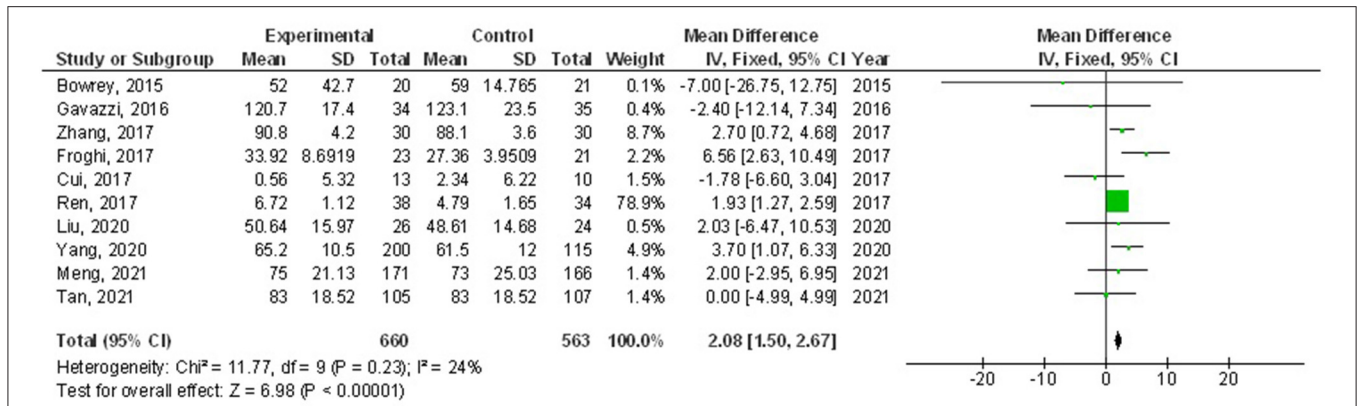 Experimental Control Mean Difference Mean Difference
Study or Subgroup Mean SD Total Mean SD Total Weight IV, Fixed, 95% CI Year IV, Fixed, 95% CI
Bowrey, 2015 52 42.7 20 59 14.765 21 0.1% -7.00 [-26.75, 12.75] 2015
Gavazzi, 2016 120.7 17.4 34 123.1 23.5 35 0.4% -2.40 [-12.14, 7.34] 2016
Zhang, 2017 90.8 4.2 30 88.1 3.6 30 8.7% 2.70 [0.72, 4.68] 2017
Froghi, 2017 33.92 8.6919 23 27.36 3.9509 21 2.2% 6.56 [2.63, 10.49] 2017
Cui, 2017 0.56 5.32 13 2.34 6.22 10 1.5% -1.78 [-6.60, 3.04] 2017
Ren, 2017 6.72 1.12 38 4.79 1.65 34 78.9% 1.93 [1.27, 2.59] 2017
Liu, 2020 50.64 15.97 26 48.61 14.68 24 0.5% 2.03 [-6.47, 10.53] 2020
Yang, 2020 65.2 10.5 200 61.5 12 115 4.9% 3.70 [1.07, 6.33] 2020
Meng, 2021 75 21.13 171 73 25.03 166 1.4% 2.00 [-2.95, 6.95] 2021
Tan, 2021 83 18.52 105 83 18.52 107 1.4% 0.00 [-4.99, 4.99] 2021
Total (95% CI) 660 563 100.0% 2.08 [1.50, 2.67]
Heterogeneity: Chi² = 11.77, df = 9 (P = 0.23); I² = 24%
Test for overall effect: Z = 6.98 (P < 0.00001)
-20 -10 0 10 20